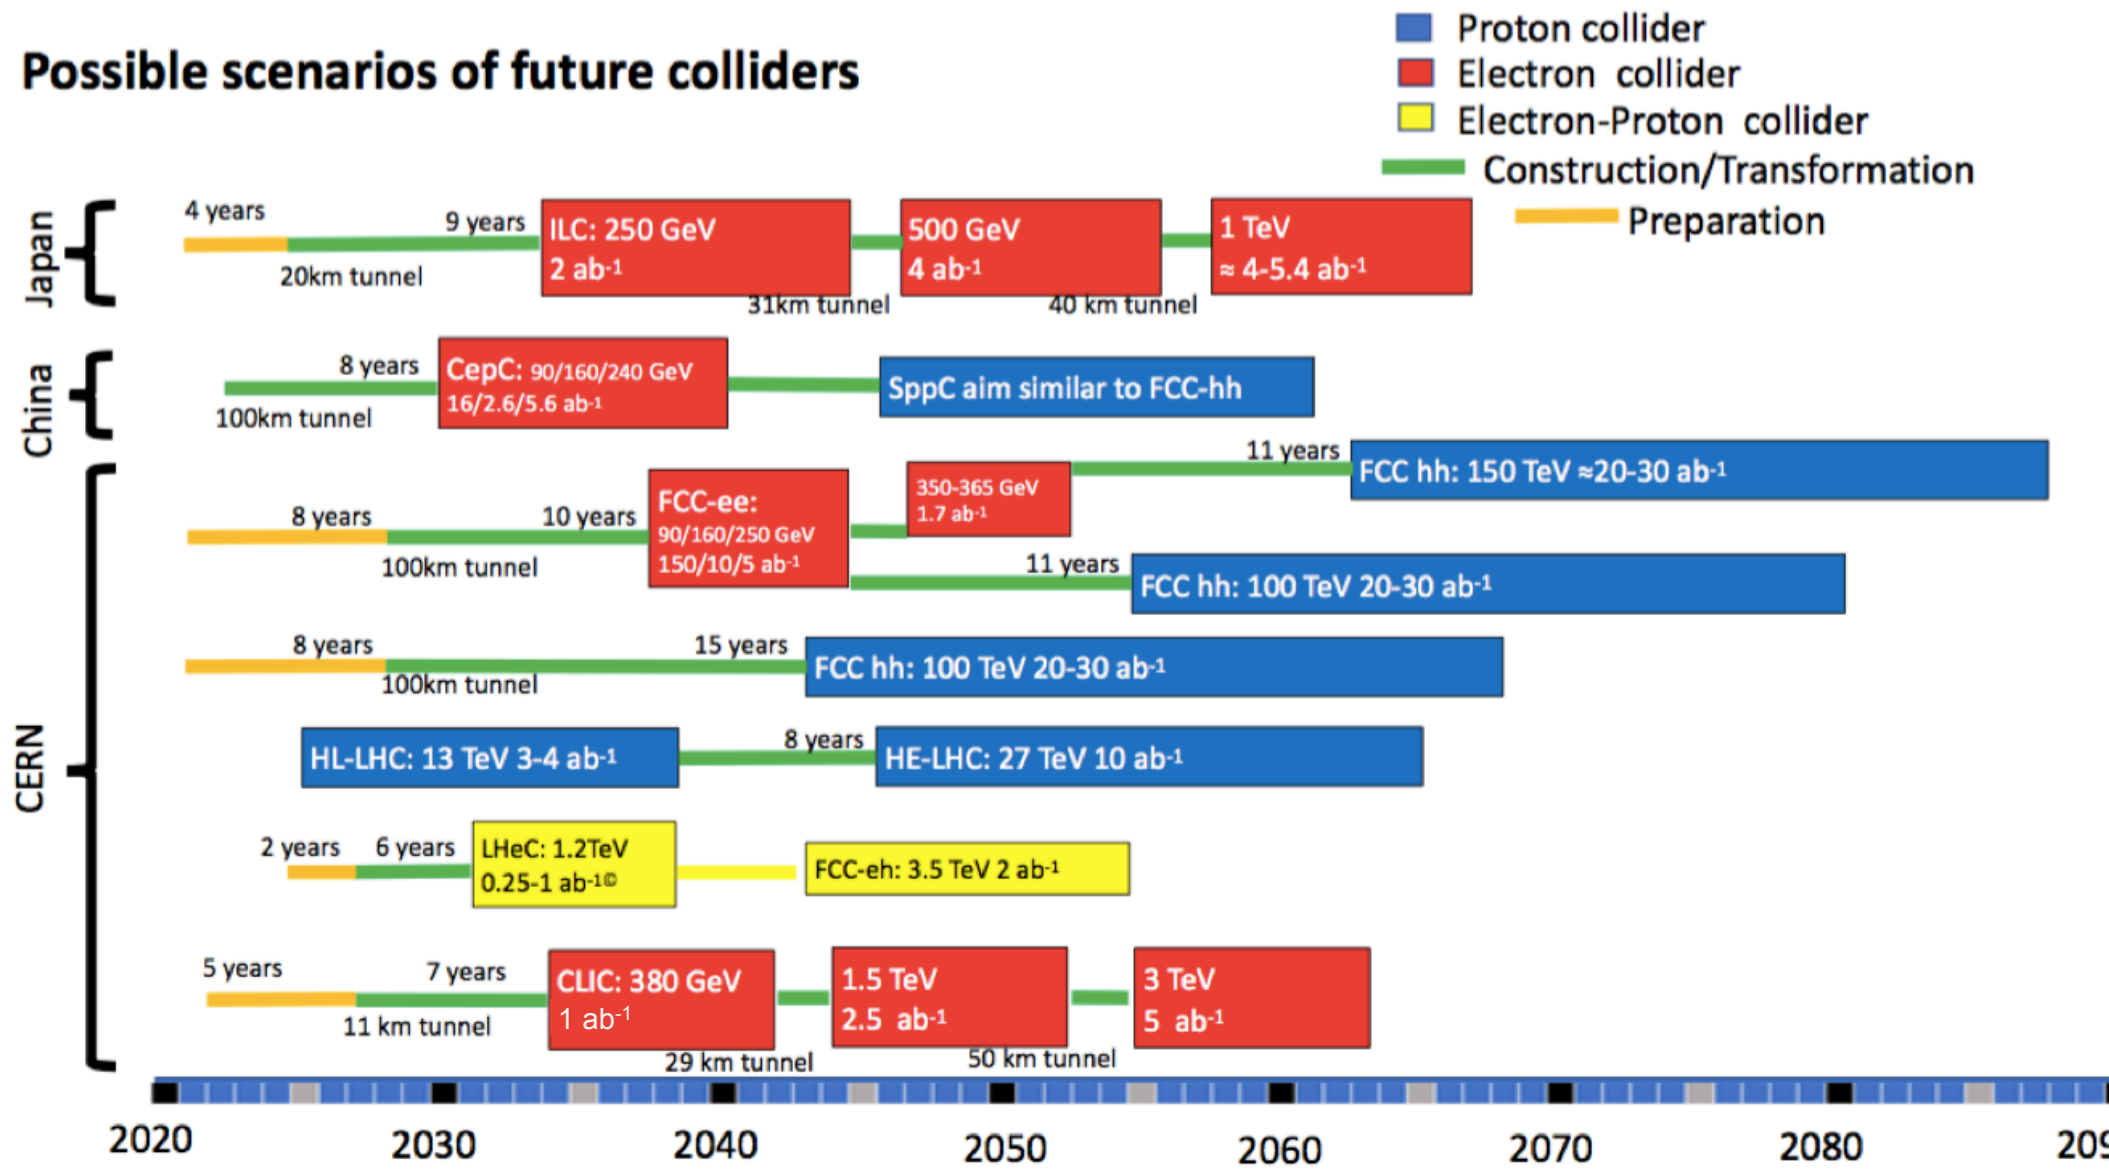 Possible scenarios of future colliders
Proton collider
Electron collider
Electron-Proton collider
Construction/Transformation
Preparation
Japan
4 years
9 years
20km tunnel
ILC: 250 GeV
2 ab-1
31km tunnel
500 GeV
4 ab-1
40 km tunnel
1 TeV
≈ 4-5.4 ab-1
China
8 years
100km tunnel
CepC: 90/160/240 GeV
16/2.6/5.6 ab-1
SppC aim similar to FCC-hh
CERN
8 years
10 years
100km tunnel
FCC-ee:
90/160/250 GeV
150/10/5 ab-1
350-365 GeV
1.7 ab-1
11 years
FCC hh: 150 TeV ≈20-30 ab-1
11 years
FCC hh: 100 TeV 20-30 ab-1
8 years
15 years
100km tunnel
FCC hh: 100 TeV 20-30 ab-1
HL-LHC: 13 TeV 3-4 ab-1
8 years
HE-LHC: 27 TeV 10 ab-1
2 years
6 years
LHeC: 1.2TeV
0.25-1 ab-1©
FCC-eh: 3.5 TeV 2 ab-1
5 years
7 years
11 km tunnel
CLIC: 380 GeV
1 ab-1
29 km tunnel
1.5 TeV
2.5 ab-1
50 km tunnel
3 TeV
5 ab-1
2020 2030 2040 2050 2060 2070 2080 209